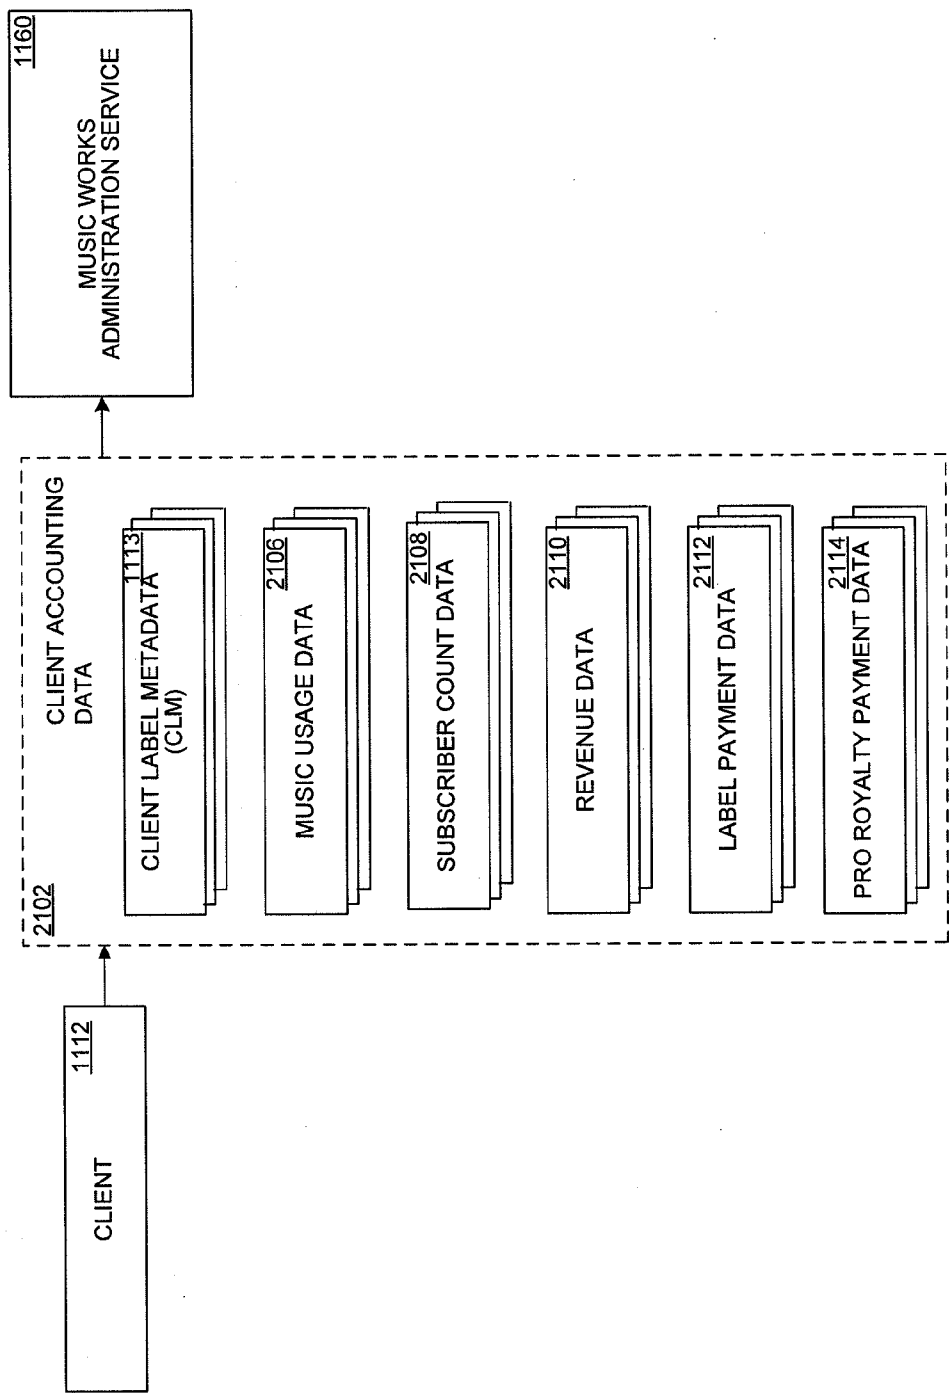 1112
CLIENT
2102
CLIENT ACCOUNTING
DATA
1113
CLIENT LABEL METADATA
(CLM)
2106
MUSIC USAGE DATA
2108
SUBSCRIBER COUNT DATA
2110
REVENUE DATA
2112
LABEL PAYMENT DATA
2114
PRO ROYALTY PAYMENT DATA
1160
MUSIC WORKS
ADMINISTRATION SERVICE